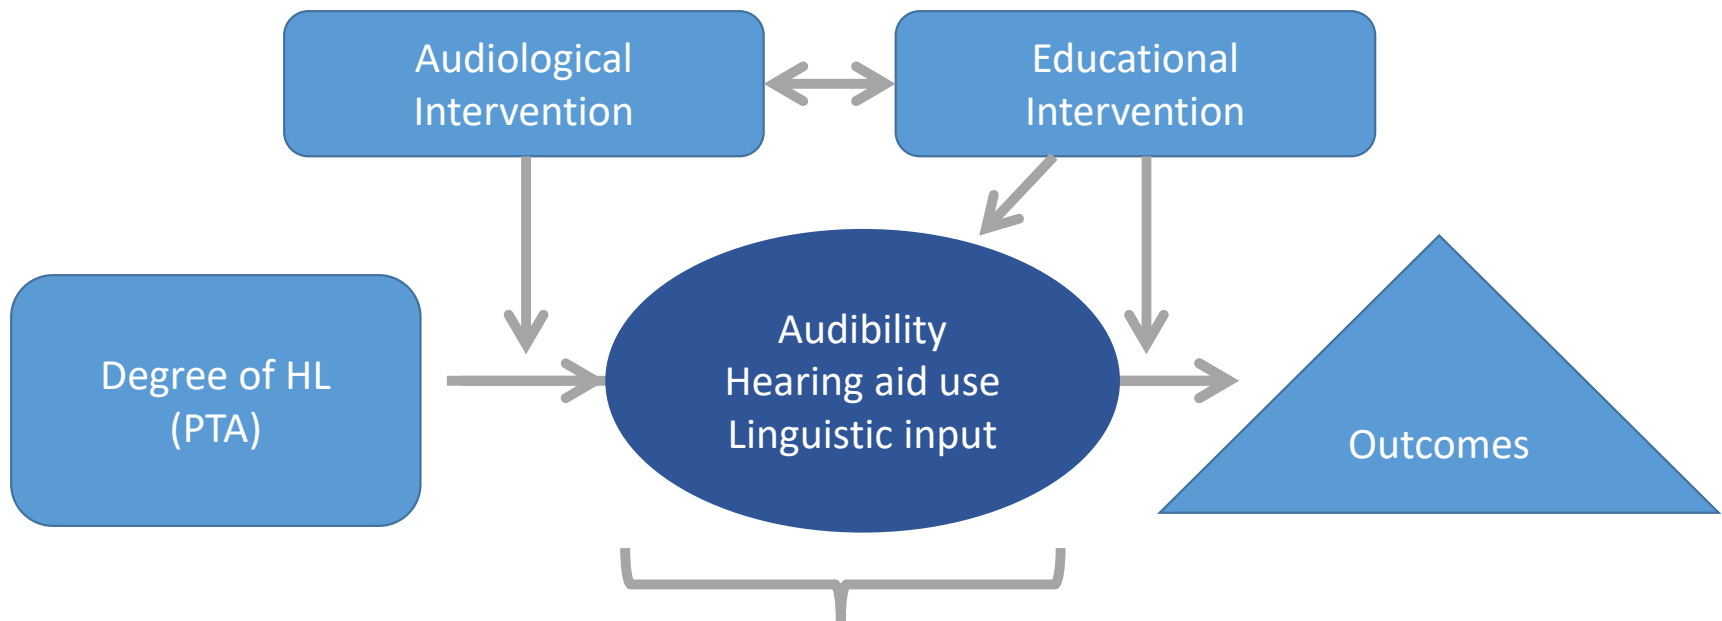 Audiological
Intervention
Educational
Intervention
Degree of HL
(PTA)
Audibility
Hearing aid use
Linguistic input
Outcomes